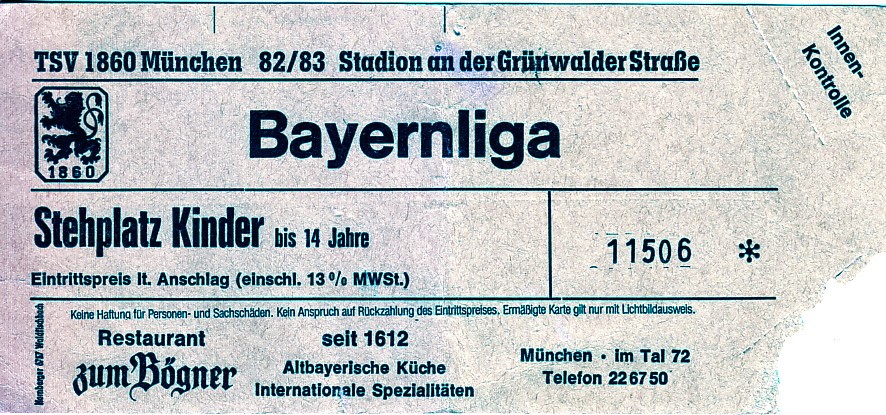 TSV 1860 München 82/83 Stadion an der Grünwalder Straße
Innen-
Kontrolle
1860
Bayernliga
Stehplatz Kinder bis 14 Jahre
11506 *
Eintrittspreis lt. Anschlag (einschl. 13% MWSt.)
Keine Haftung für Personen- und Sachschäden. Kein Anspruch auf Rückzahlung des Eintrittspreises. Ermäßigte Karte gilt nur mit Lichtbildausweis.
Restaurant
zum Bögner
seit 1612
Altbayerische Küche
Internationale Spezialitäten
München · im Tal 72
Telefon 226750